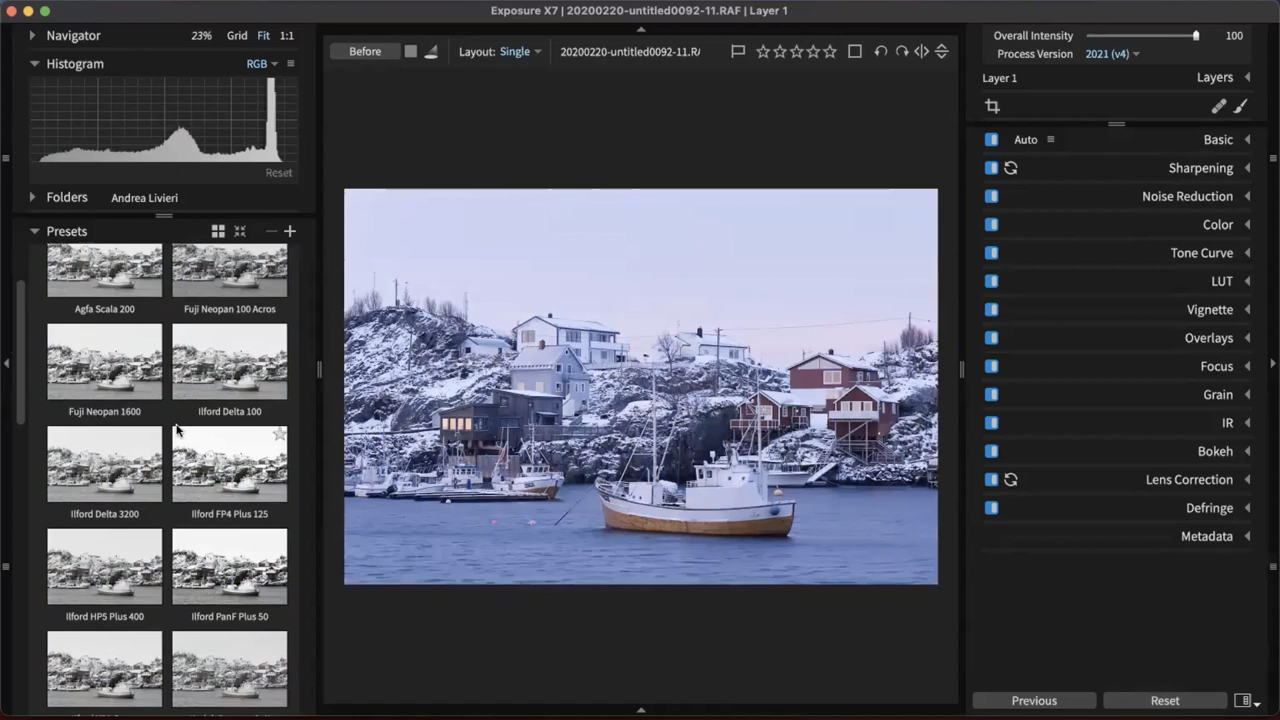 Exposure X7 | 20200220-untitled0092-11.RAF | Layer 1
Navigator 23% Grid Fit 1:1
Histogram RGB
Reset
Folders Andrea Livieri
Presets
Agfa Scala 200 Fuji Neopan 100 Acros
Fuji Neopan 1600 Ilford Delta 100
Ilford Delta 3200 Ilford FP4 Plus 125
Ilford HP5 Plus 400 Ilford PanF Plus 50
Before Layout: Single 20200220-untitled0092-11.R
Overall Intensity 100
Process Version 2021 (v4)
Layer 1 Layers
Auto Basic
Sharpening
Noise Reduction
Color
Tone Curve
LUT
Vignette
Overlays
Focus
Grain
IR
Bokeh
Lens Correction
Defringe
Metadata
Previous Reset